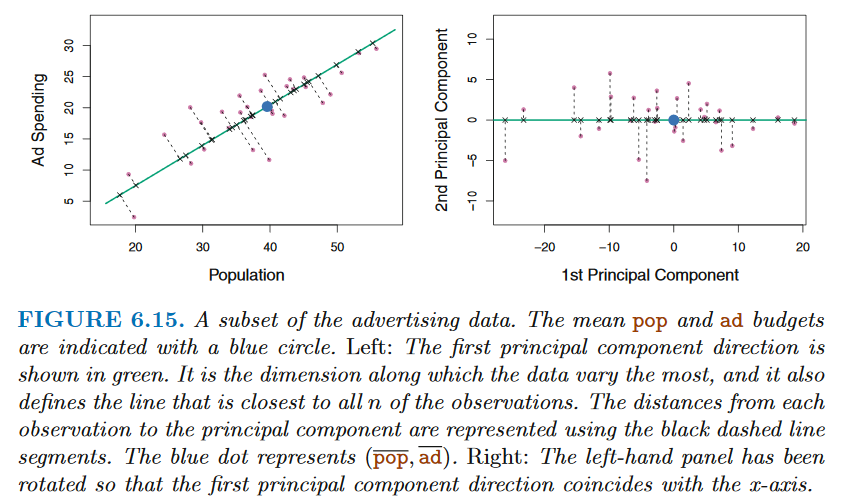 Ad Spending
30
25
20
15
10
5
20
30
40
50
Population
2nd Principal Component
10
5
0
−5
−10
−20
−10
0
10
20
1st Principal Component
FIGURE 6.15. A subset of the advertising data. The mean pop and ad budgets
are indicated with a blue circle. Left: The first principal component direction is
shown in green. It is the dimension along which the data vary the most, and it also
defines the line that is closest to all n of the observations. The distances from each
observation to the principal component are represented using the black dashed line
segments. The blue dot represents (p̅o̅p̅, a̅d̅). Right: The left-hand panel has been
rotated so that the first principal component direction coincides with the x-axis.